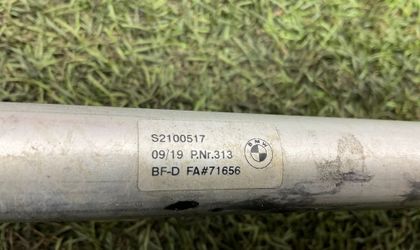 S2100517
09/19 P.Nr.313
BF-D FA#71656
BMW